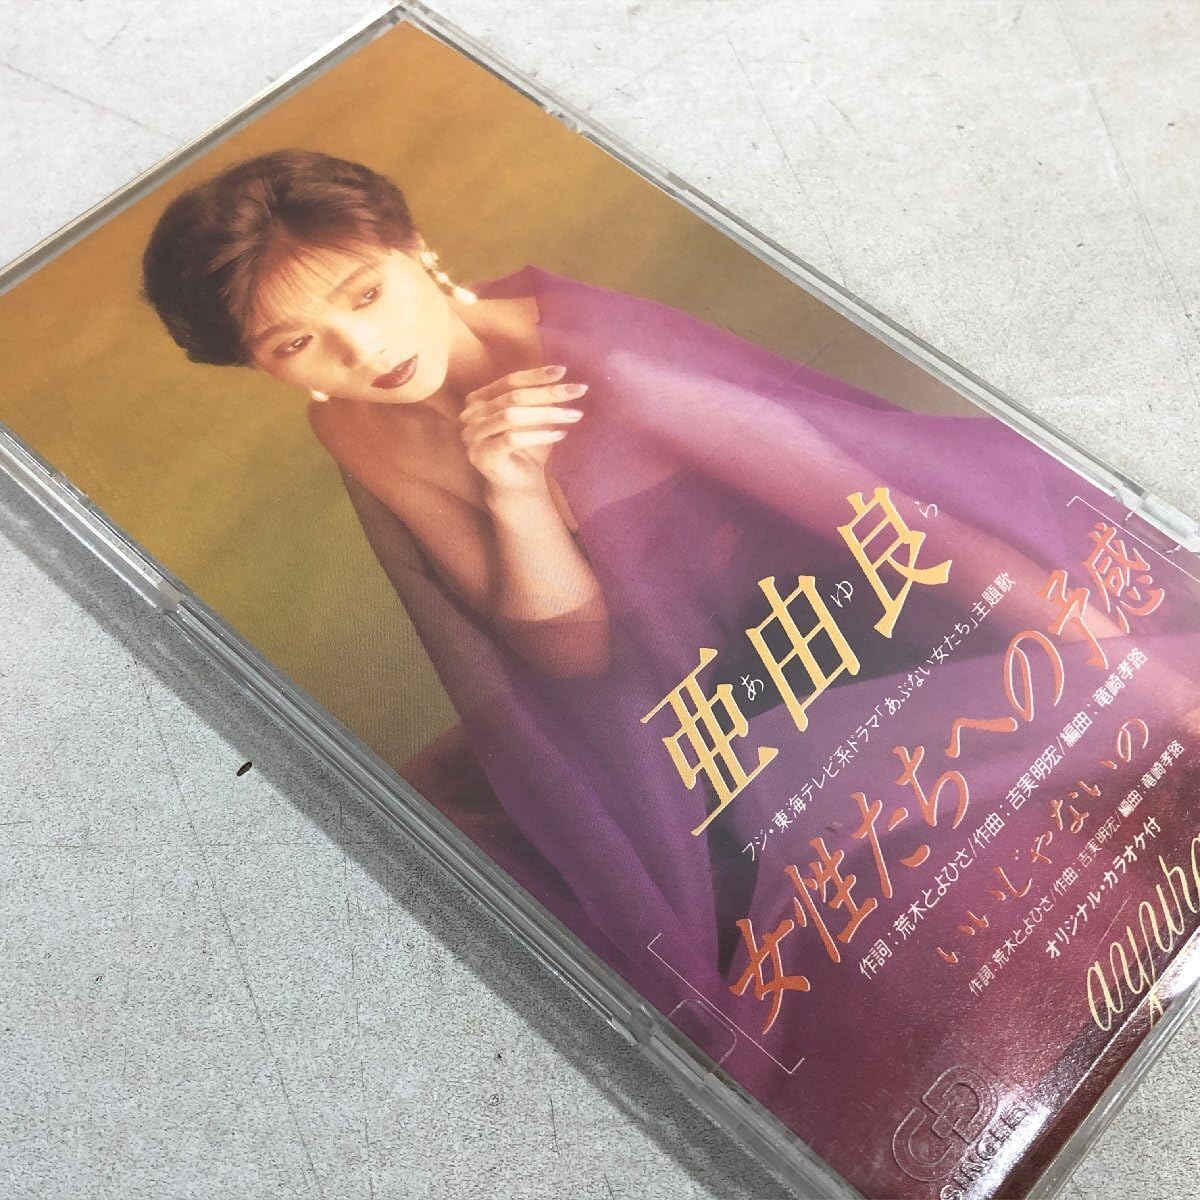 亜由良
あゆら
フジ・東海テレビ系ドラマ「あぶない女たち」主題歌
女性たちへの予感
作詞：荒木とよひさ/作曲：吉実明宏/編曲：竜崎孝路
いいじゃないの
作詞：荒木とよひさ/作曲：吉実明宏/編曲：竜崎孝路
オリジナル・カラオケ付
ayura
CD
SINGLE